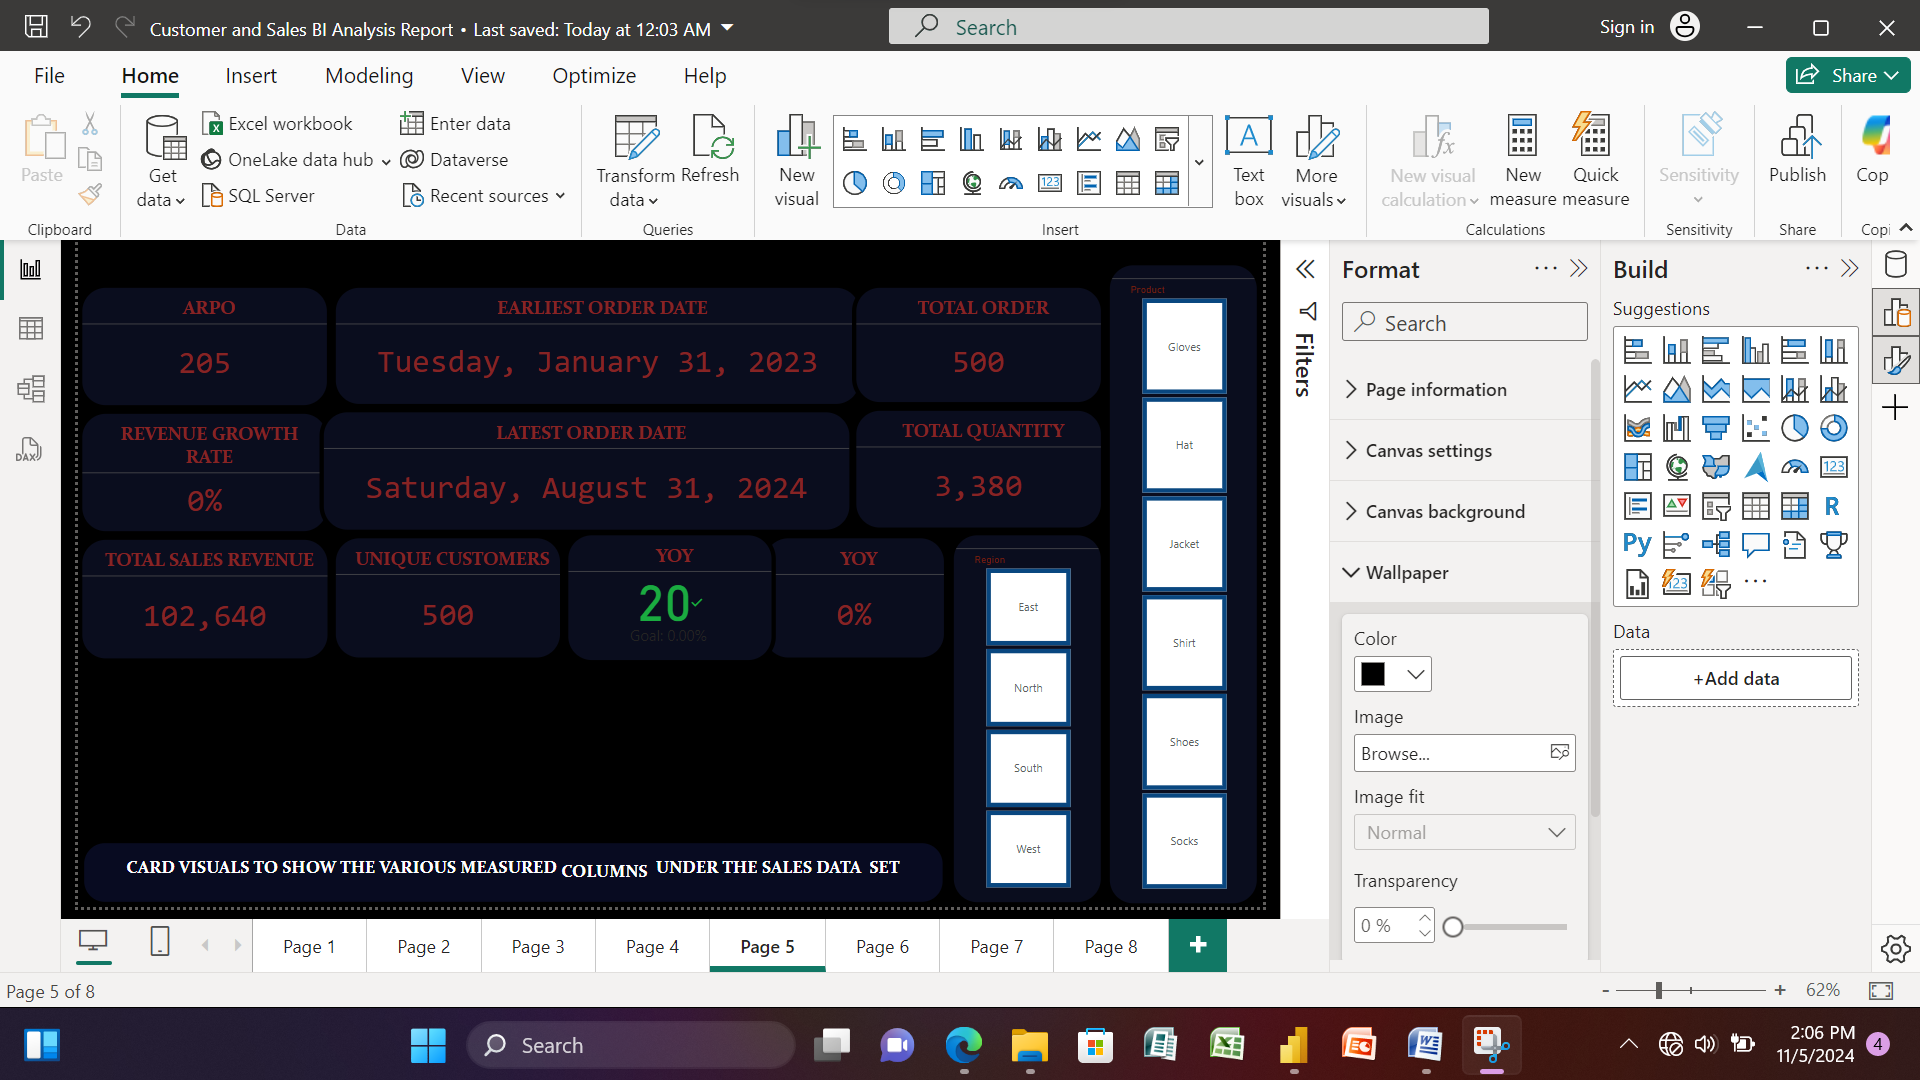 Customer and Sales BI Analysis Report • Last saved: Today at 12:03 AM
Search
Sign in
File
Home
Insert
Modeling
View
Optimize
Help
Share
Paste
Clipboard
Get data
Excel workbook
OneLake data hub
SQL Server
Enter data
Dataverse
Recent sources
Data
Transform data
Refresh
Queries
New visual
Text box
More visuals
Insert
New visual calculation
New measure
Quick measure
Calculations
Sensitivity
Sensitivity
Publish
Share
Cop
Copi
ARPO
205
EARLIEST ORDER DATE
Tuesday, January 31, 2023
TOTAL ORDER
500
REVENUE GROWTH
RATE
0%
LATEST ORDER DATE
Saturday, August 31, 2024
TOTAL QUANTITY
3,380
TOTAL SALES REVENUE
102,640
UNIQUE CUSTOMERS
500
YOY
20
Goal: 0.00%
YOY
0%
Region
East
North
South
West
Product
Gloves
Hat
Jacket
Shirt
Shoes
Socks
CARD VISUALS TO SHOW THE VARIOUS MEASURED COLUMNS UNDER THE SALES DATA SET
Filters
Format
Search
Page information
Canvas settings
Canvas background
Wallpaper
Color
Image
Browse...
Image fit
Normal
Transparency
0 %
Build
Suggestions
123
R
Py
123
Data
+Add data
DAX
Page 1
Page 2
Page 3
Page 4
Page 5
Page 6
Page 7
Page 8
+
Page 5 of 8
- + 62%
Search
2:06 PM
11/5/2024
4